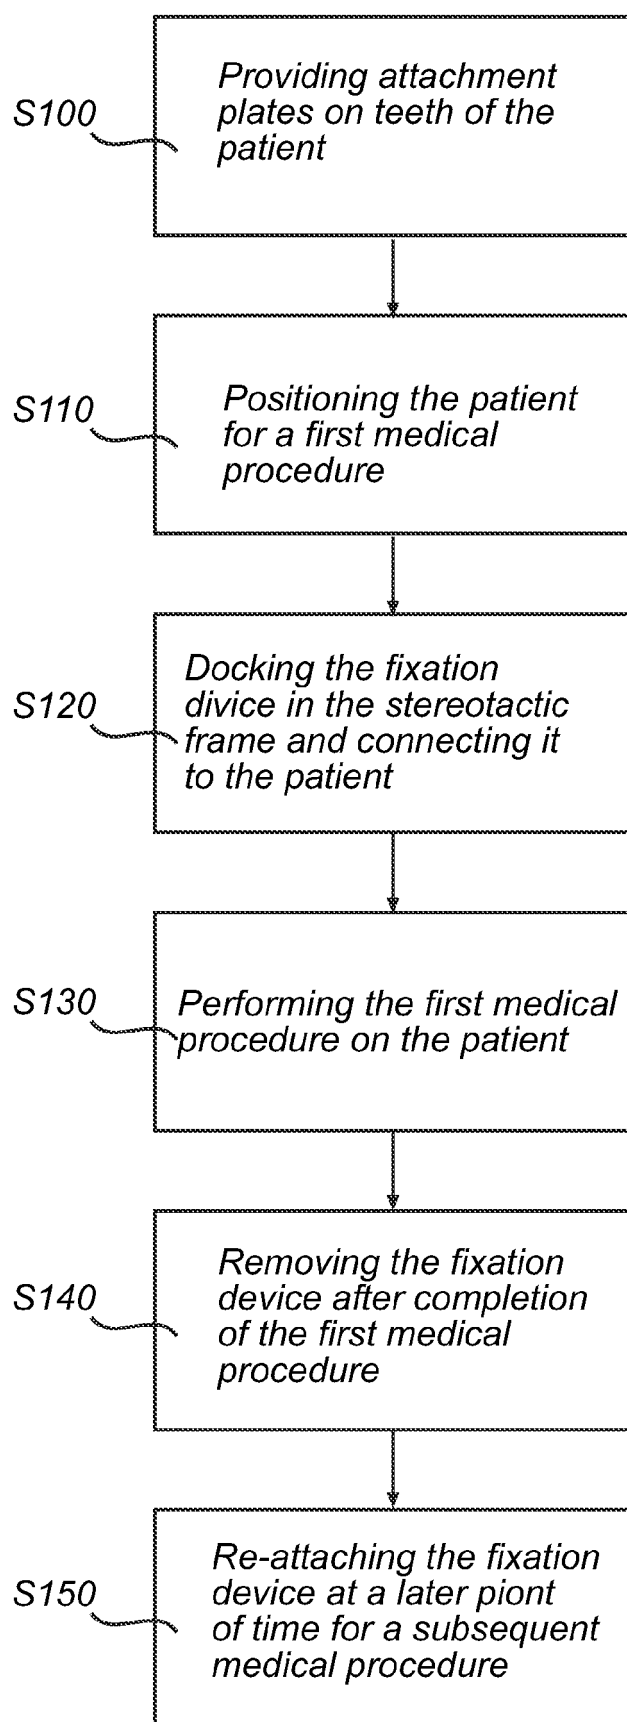 S100
Providing attachment
plates on teeth of the
patient
S110
Positioning the patient
for a first medical
procedure
S120
Docking the fixation
divice in the stereotactic
frame and connecting it
to the patient
S130
Performing the first medical
procedure on the patient
S140
Removing the fixation
device after completion
of the first medical
procedure
S150
Re-attaching the fixation
device at a later piont
of time for a subsequent
medical procedure